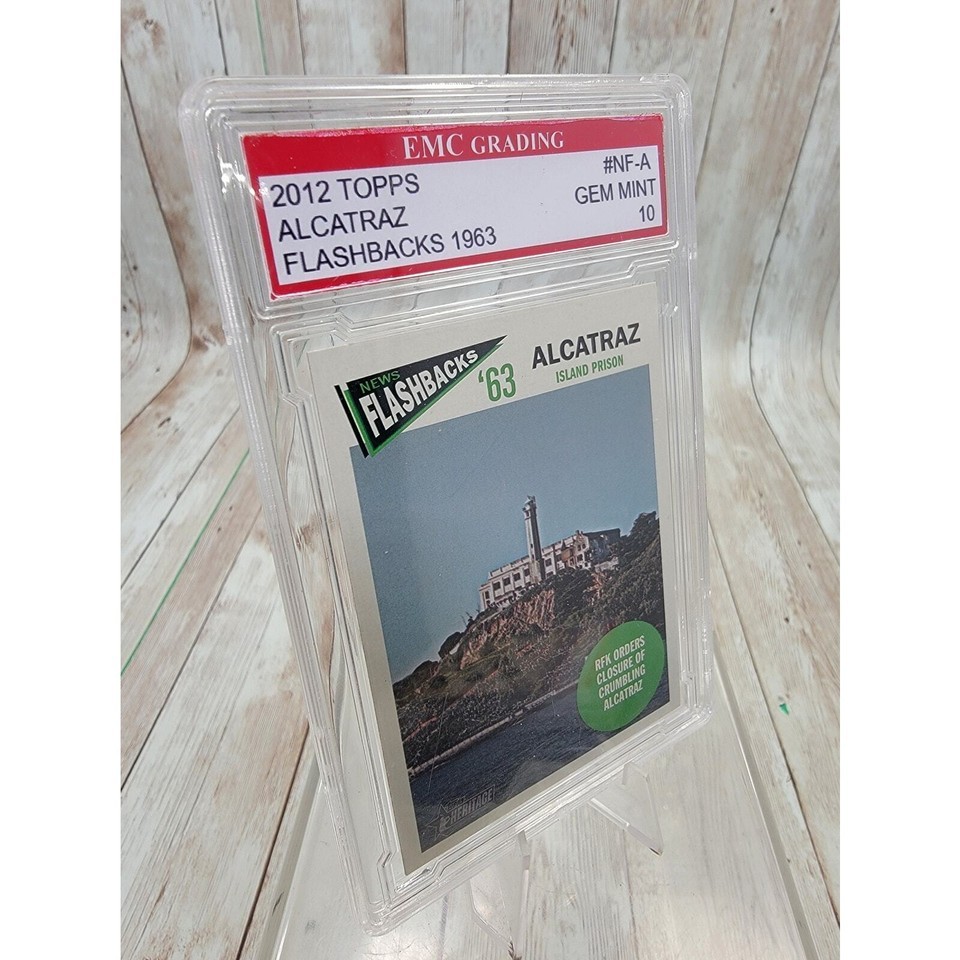 EMC GRADING
2012 TOPPS
#NF-A
ALCATRAZ
GEM MINT
FLASHBACKS 1963
10
NEWS
FLASHBACKS
'63
ALCATRAZ
ISLAND PRISON
RFK ORDERS
CLOSURE OF
CRUMBLING
ALCATRAZ
HERITAGE